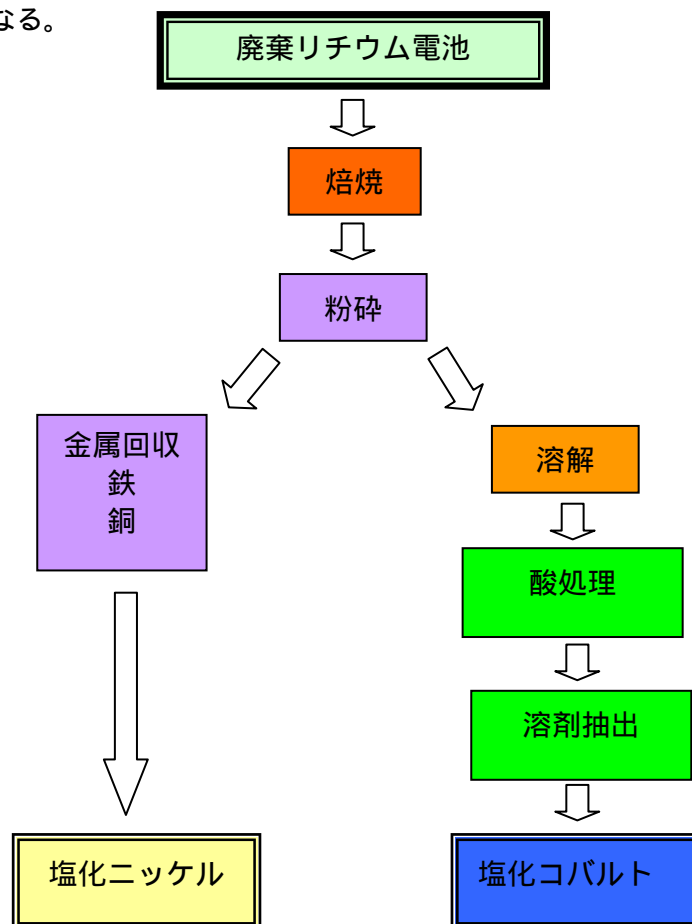 なる。
廃棄リチウム電池
焙焼
粉砕
金属回収
鉄
銅
溶解
酸処理
溶剤抽出
塩化ニッケル
塩化コバルト